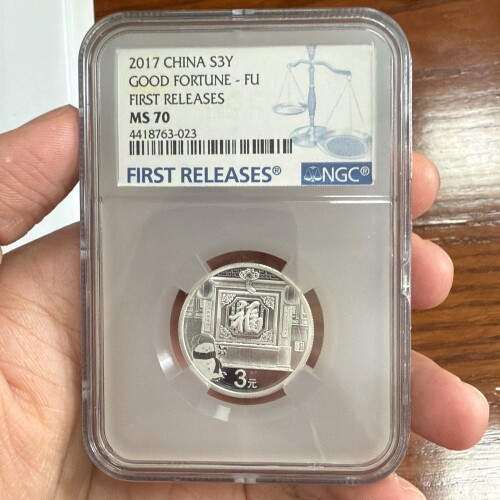 2017 CHINA S3Y
GOOD FORTUNE - FU
FIRST RELEASES
MS 70
4418763-023
FIRST RELEASES®
NGC®
福
3元